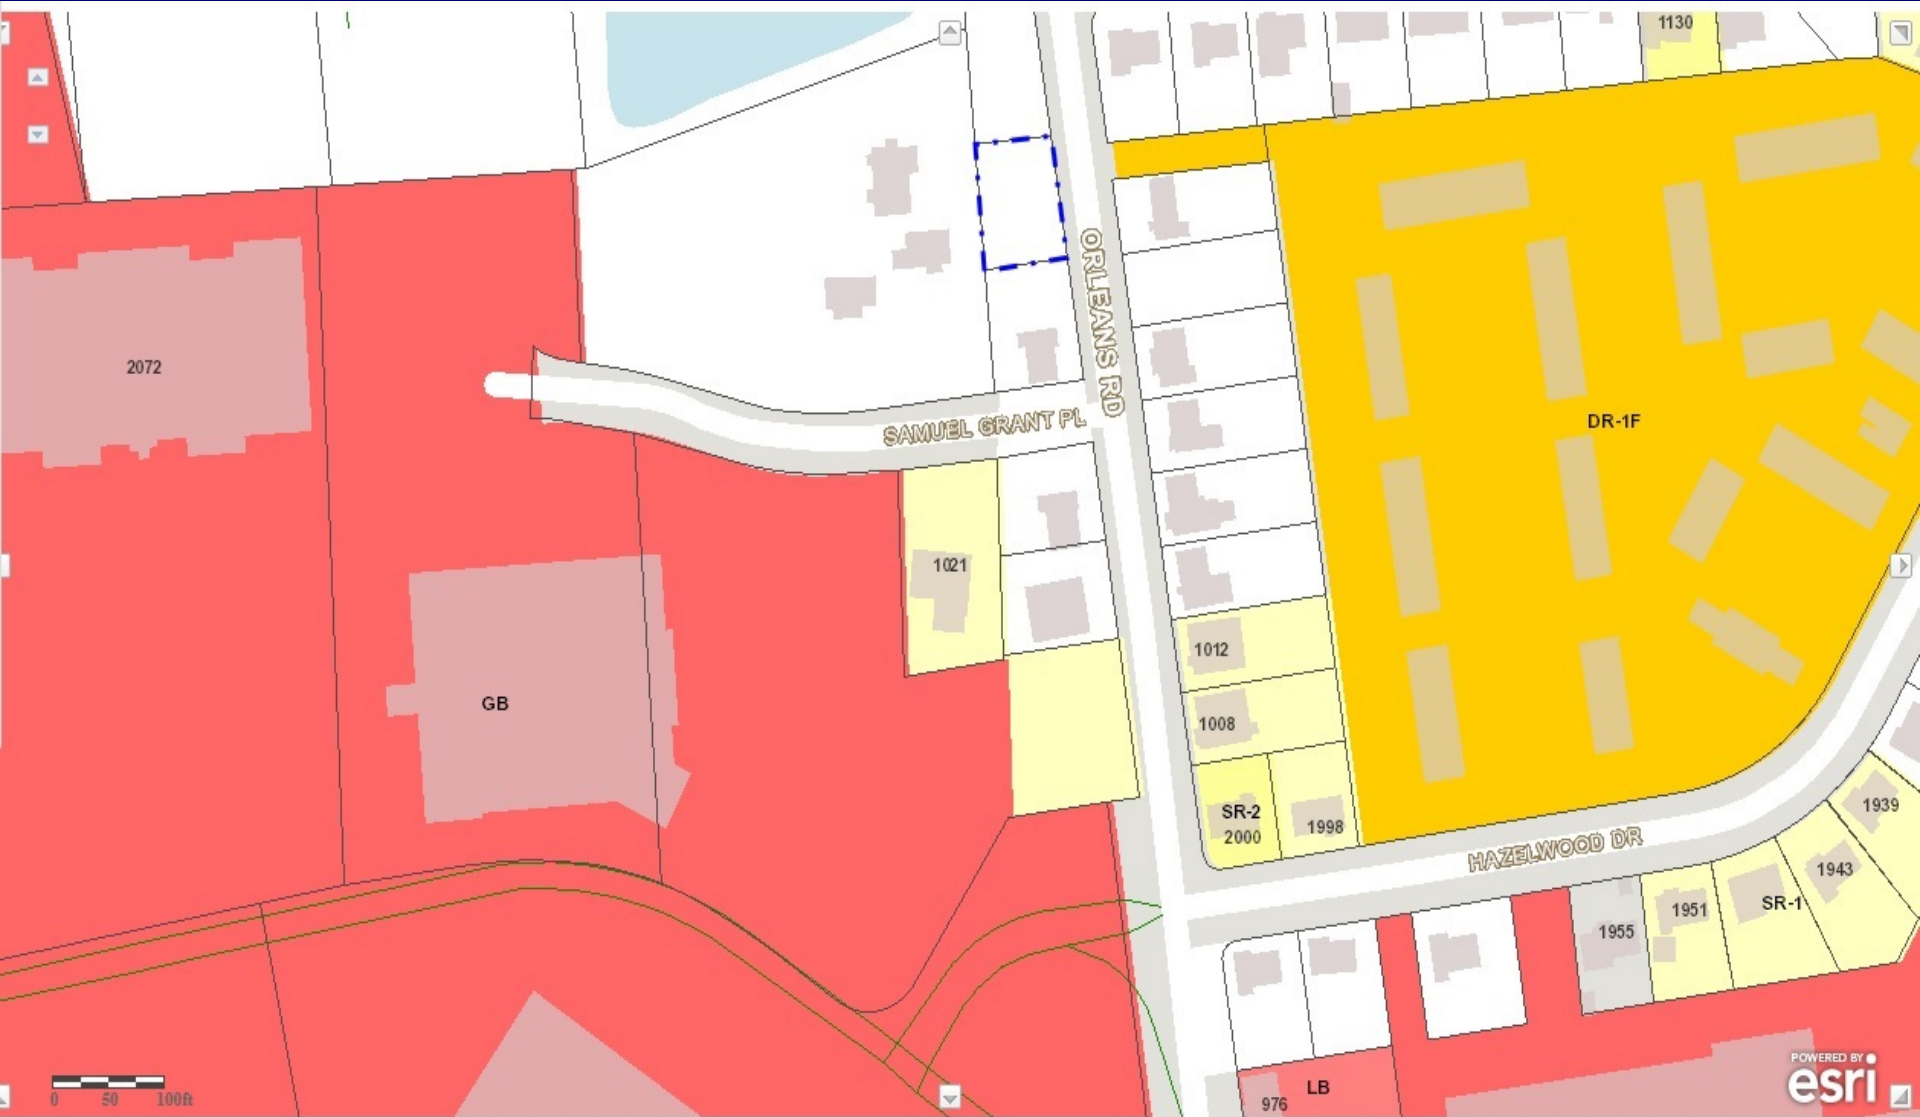 1130
ORLEANS RD
2072
DR-1F
SAMUEL GRANT PL
1021
1012
GB
1008
SR-2
2000
1998
1939
HAZELWOOD DR
1943
SR-1
1951
1955
POWERED BY
esri
LB
976
0 50 100ft